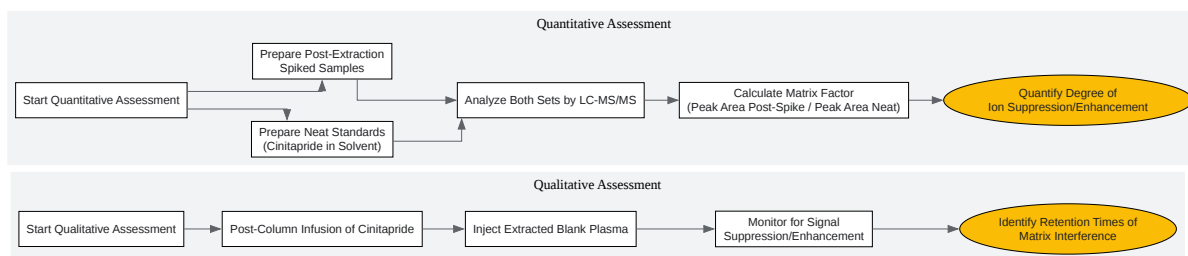 Quantitative Assessment
Start Quantitative Assessment
Prepare Post-Extraction
Spiked Samples
Prepare Neat Standards
(Cinitapride in Solvent)
Analyze Both Sets by LC-MS/MS
Calculate Matrix Factor
(Peak Area Post-Spike / Peak Area Neat)
Quantify Degree of
Ion Suppression/Enhancement
Qualitative Assessment
Start Qualitative Assessment
Post-Column Infusion of Cinitapride
Inject Extracted Blank Plasma
Monitor for Signal
Suppression/Enhancement
Identify Retention Times of
Matrix Interference